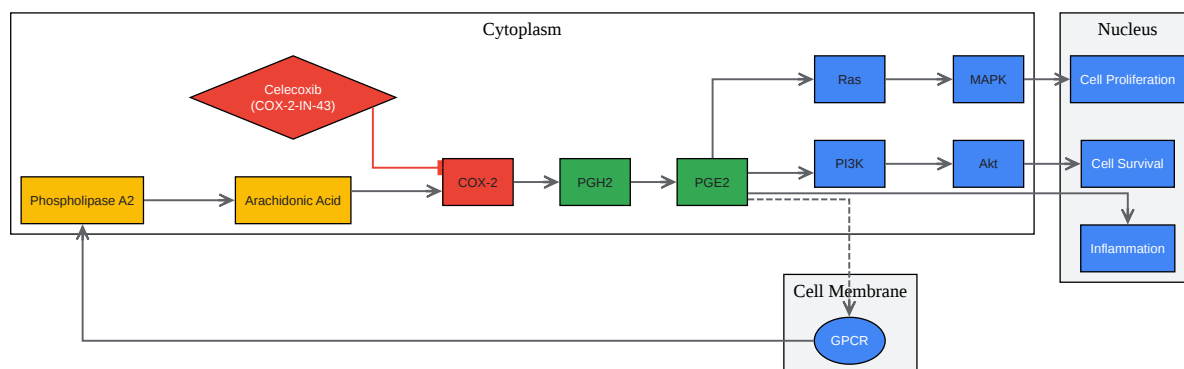 Cytoplasm
Nucleus
Celecoxib
(COX-2-IN-43)
Ras
MAPK
Cell Proliferation
COX-2
PGH2
PGE2
PI3K
Akt
Cell Survival
Phospholipase A2
Arachidonic Acid
Inflammation
Cell Membrane
GPCR